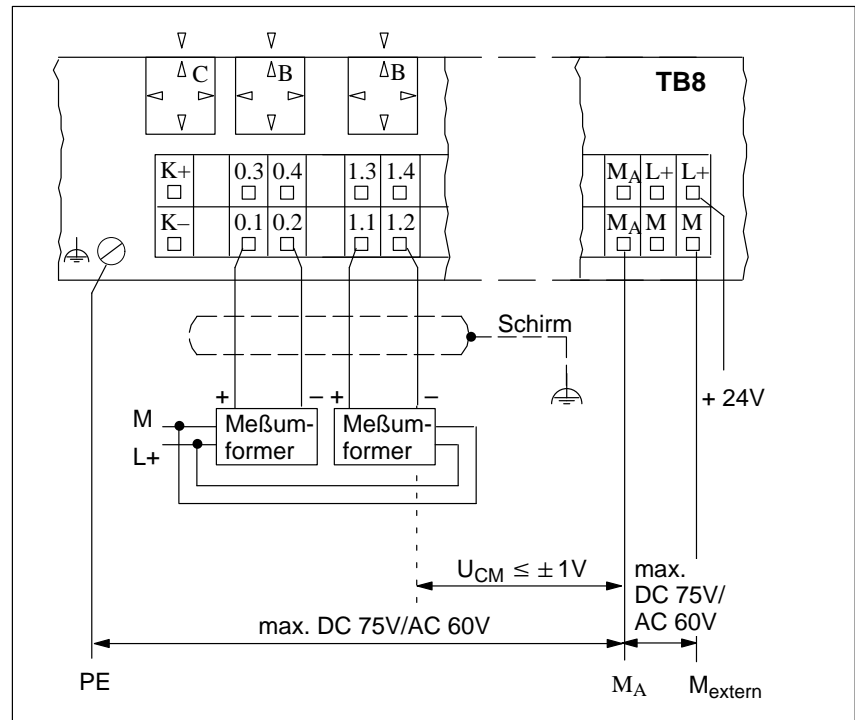 C B B TB8
K+ 0.3 0.4 1.3 1.4 MA L+ L+
K– 0.1 0.2 1.1 1.2 MA M M
Schirm
+ – + – + 24V
M Meßum- Meßum-
L+ former former
UCM ≤ ± 1V max.
DC 75V/
max. DC 75V/AC 60V AC 60V
PE MA Mextern